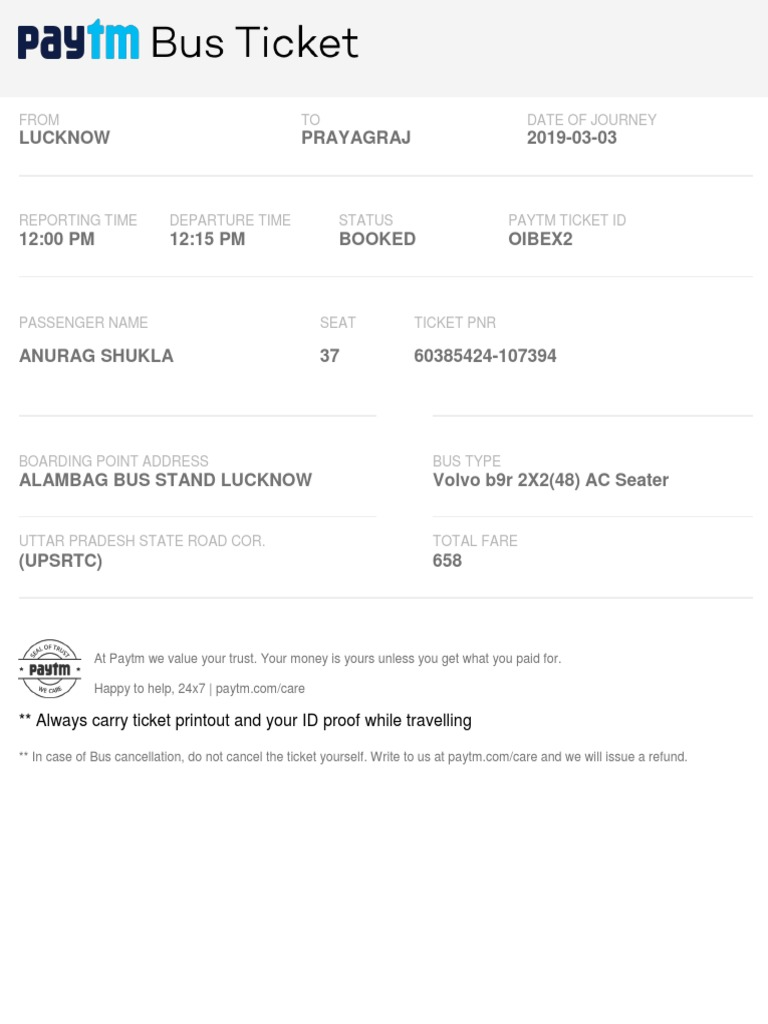 paytm Bus Ticket
FROM TO DATE OF JOURNEY
LUCKNOW PRAYAGRAJ 2019-03-03
REPORTING TIME DEPARTURE TIME STATUS PAYTM TICKET ID
12:00 PM 12:15 PM BOOKED OIBEX2
PASSENGER NAME SEAT TICKET PNR
ANURAG SHUKLA 37 60385424-107394
BOARDING POINT ADDRESS BUS TYPE
ALAMBAG BUS STAND LUCKNOW Volvo b9r 2X2(48) AC Seater
UTTAR PRADESH STATE ROAD COR. TOTAL FARE
(UPSRTC) 658
SEAL OF TRUST
paytm
WE CARE
At Paytm we value your trust. Your money is yours unless you get what you paid for.
Happy to help, 24x7 | paytm.com/care
** Always carry ticket printout and your ID proof while travelling
** In case of Bus cancellation, do not cancel the ticket yourself. Write to us at paytm.com/care and we will issue a refund.